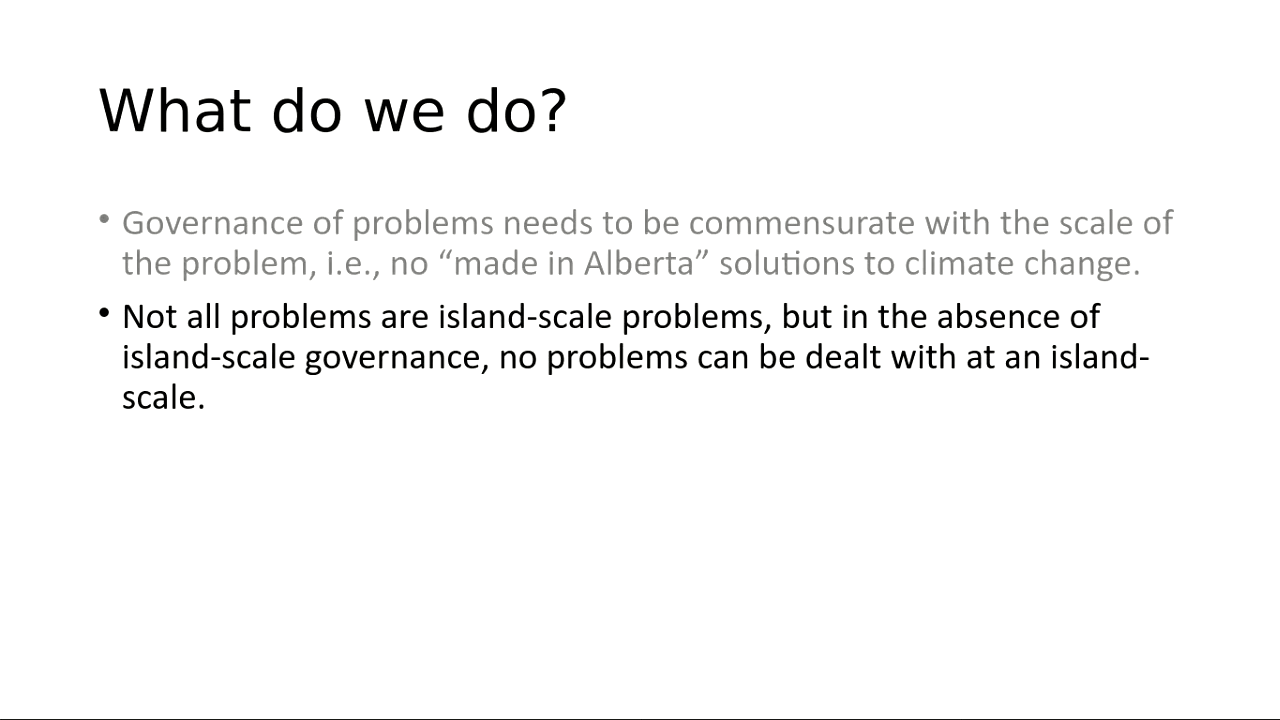 What do we do?
• Governance of problems needs to be commensurate with the scale of
the problem, i.e., no “made in Alberta” solutions to climate change.
• Not all problems are island-scale problems, but in the absence of
island-scale governance, no problems can be dealt with at an island-
scale.